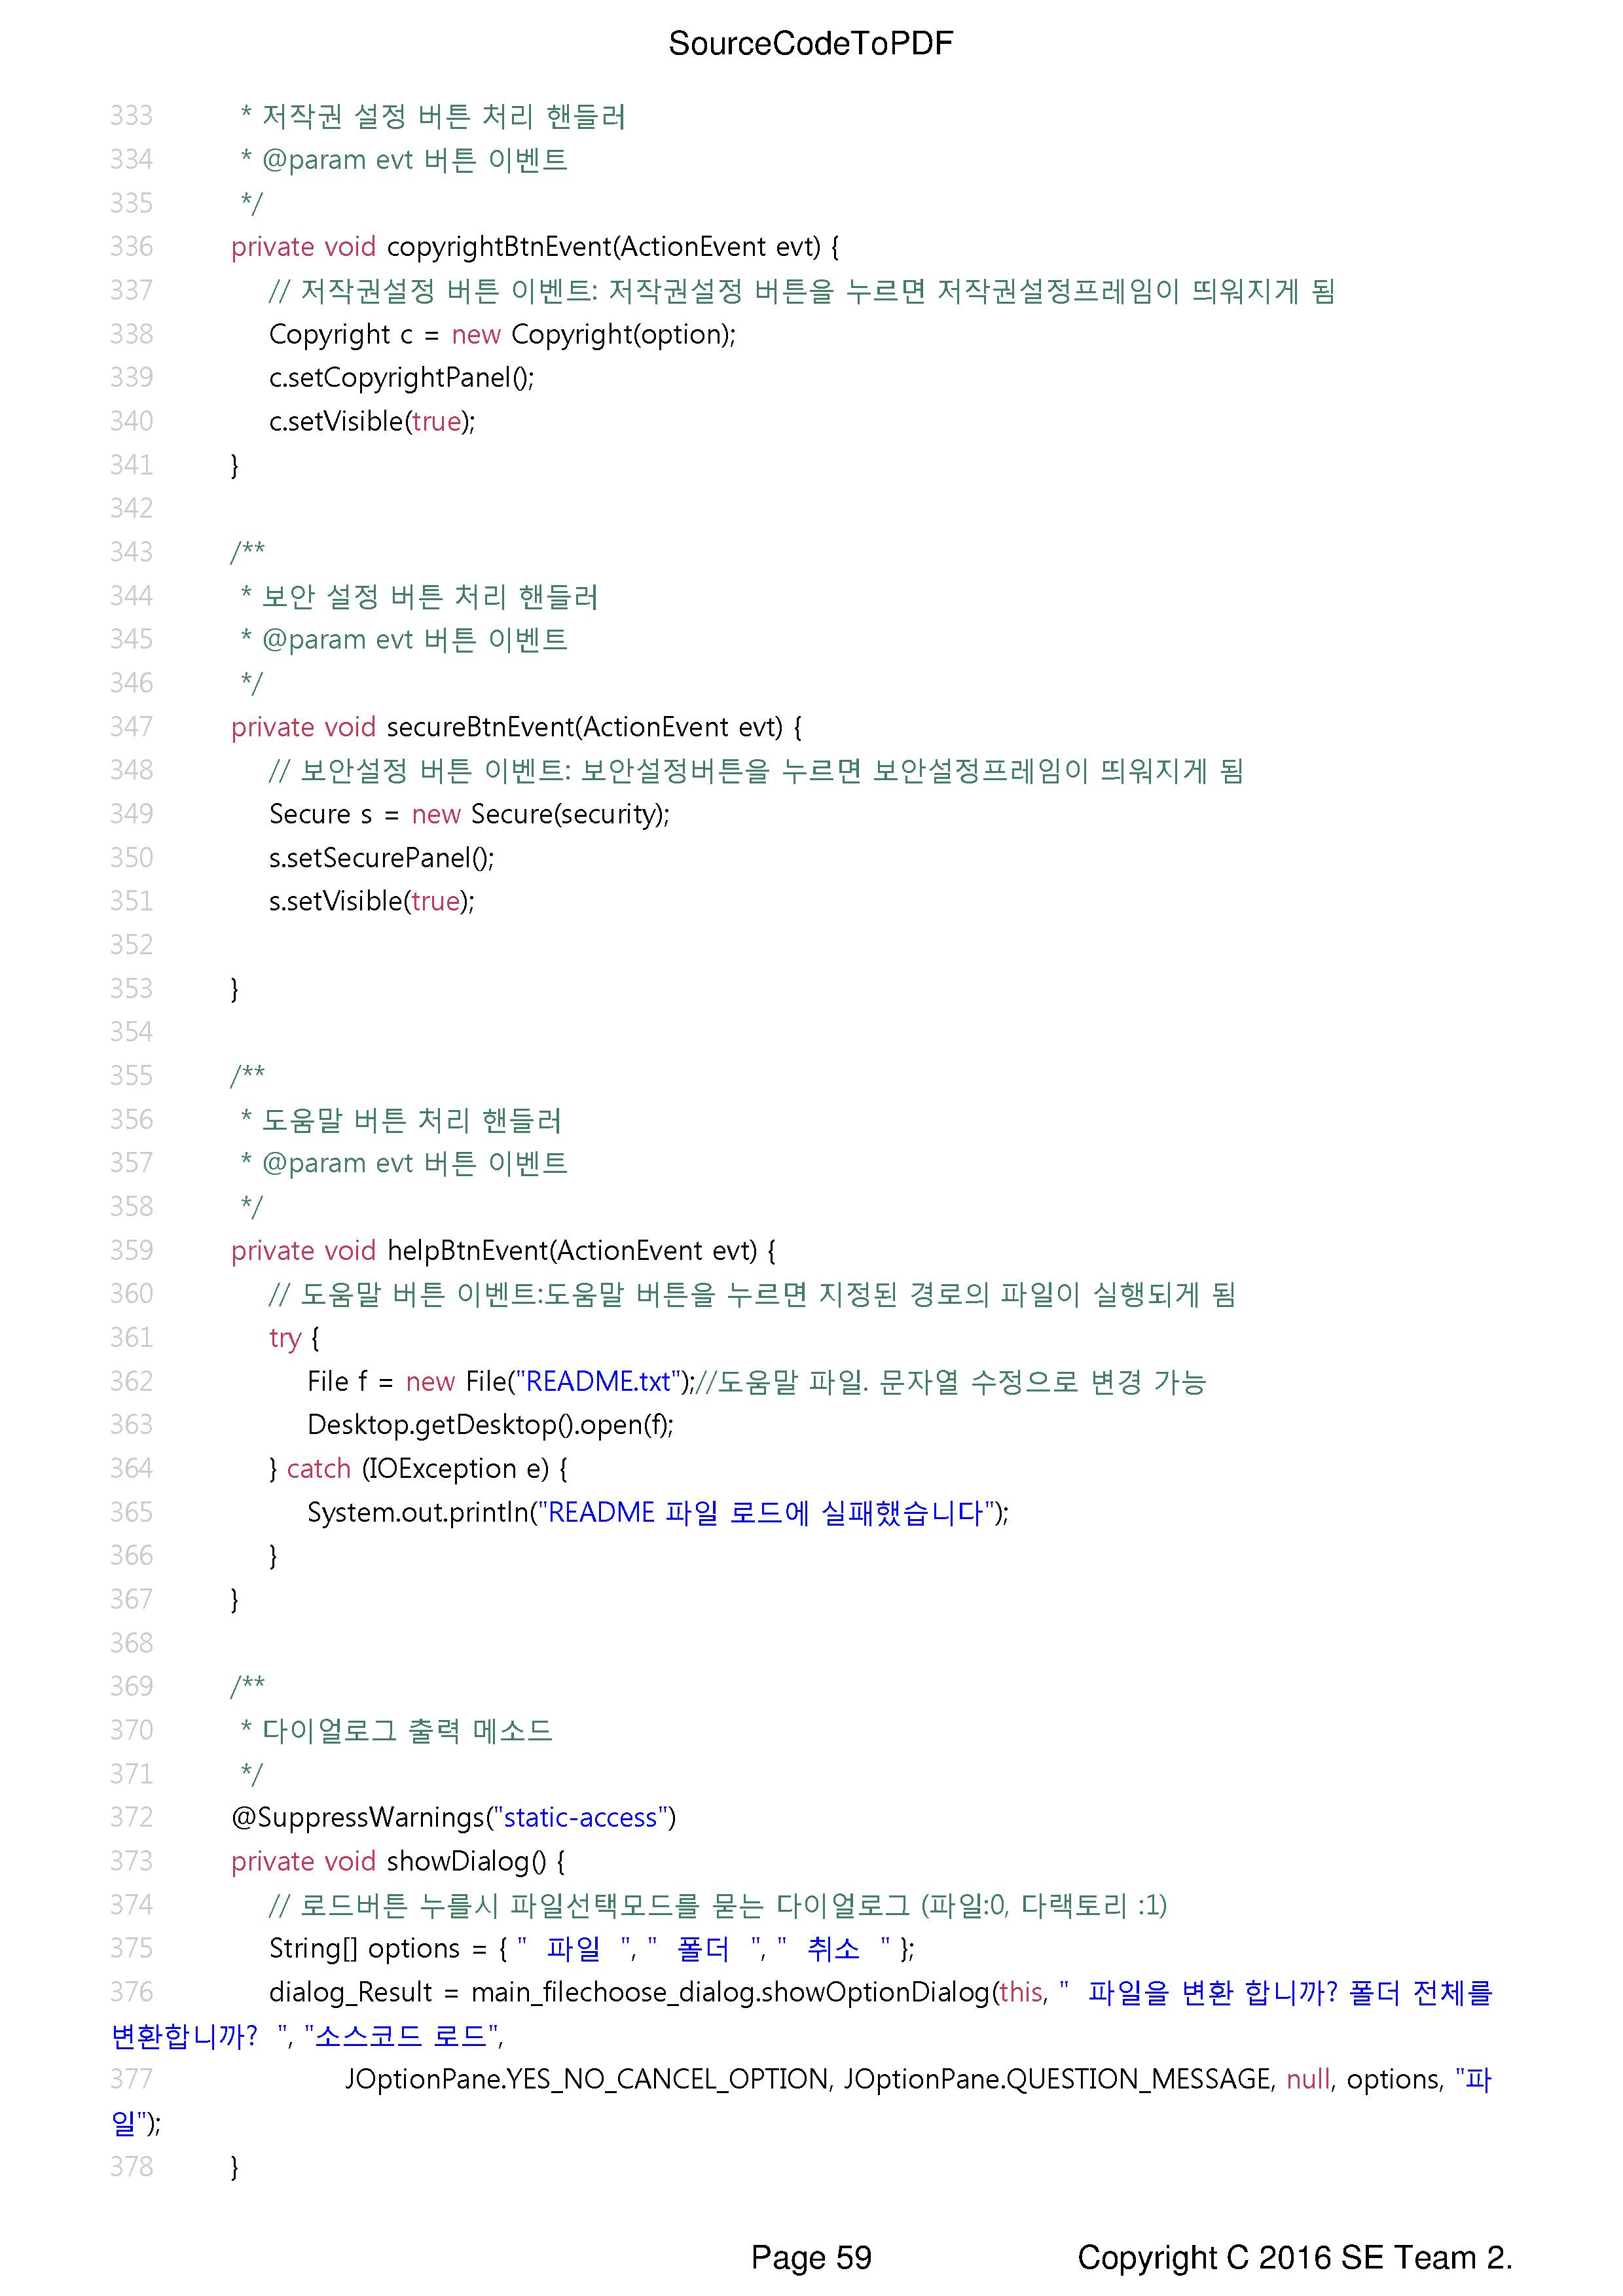 SourceCodeToPDF
333 * 저작권 설정 버튼 처리 핸들러
334 * @param evt 버튼 이벤트
335 */
336 private void copyrightBtnEvent(ActionEvent evt) {
337 // 저작권설정 버튼 이벤트: 저작권설정 버튼을 누르면 저작권설정프레임이 띄워지게 됨
338 Copyright c = new Copyright(option);
339 c.setCopyrightPanel();
340 c.setVisible(true);
341 }
342
343 /**
344 * 보안 설정 버튼 처리 핸들러
345 * @param evt 버튼 이벤트
346 */
347 private void secureBtnEvent(ActionEvent evt) {
348 // 보안설정 버튼 이벤트: 보안설정버튼을 누르면 보안설정프레임이 띄워지게 됨
349 Secure s = new Secure(security);
350 s.setSecurePanel();
351 s.setVisible(true);
352
353 }
354
355 /**
356 * 도움말 버튼 처리 핸들러
357 * @param evt 버튼 이벤트
358 */
359 private void helpBtnEvent(ActionEvent evt) {
360 // 도움말 버튼 이벤트:도움말 버튼을 누르면 지정된 경로의 파일이 실행되게 됨
361 try {
362 File f = new File("README.txt");//도움말 파일. 문자열 수정으로 변경 가능
363 Desktop.getDesktop().open(f);
364 } catch (IOException e) {
365 System.out.println("README 파일 로드에 실패했습니다");
366 }
367 }
368
369 /**
370 * 다이얼로그 출력 메소드
371 */
372 @SuppressWarnings("static-access")
373 private void showDialog() {
374 // 로드버튼 누를시 파일선택모드를 묻는 다이얼로그 (파일:0, 다랙토리 :1)
375 String[] options = { "  파일  ", "  폴더  ", "  취소  " };
376 dialog_Result = main_filechoose_dialog.showOptionDialog(this, "  파일을 변환 합니까? 폴더 전체를
변환합니까?  ", "소스코드 로드",
377 JOptionPane.YES_NO_CANCEL_OPTION, JOptionPane.QUESTION_MESSAGE, null, options, "파
일");
378 }
Page 59 Copyright C 2016 SE Team 2.